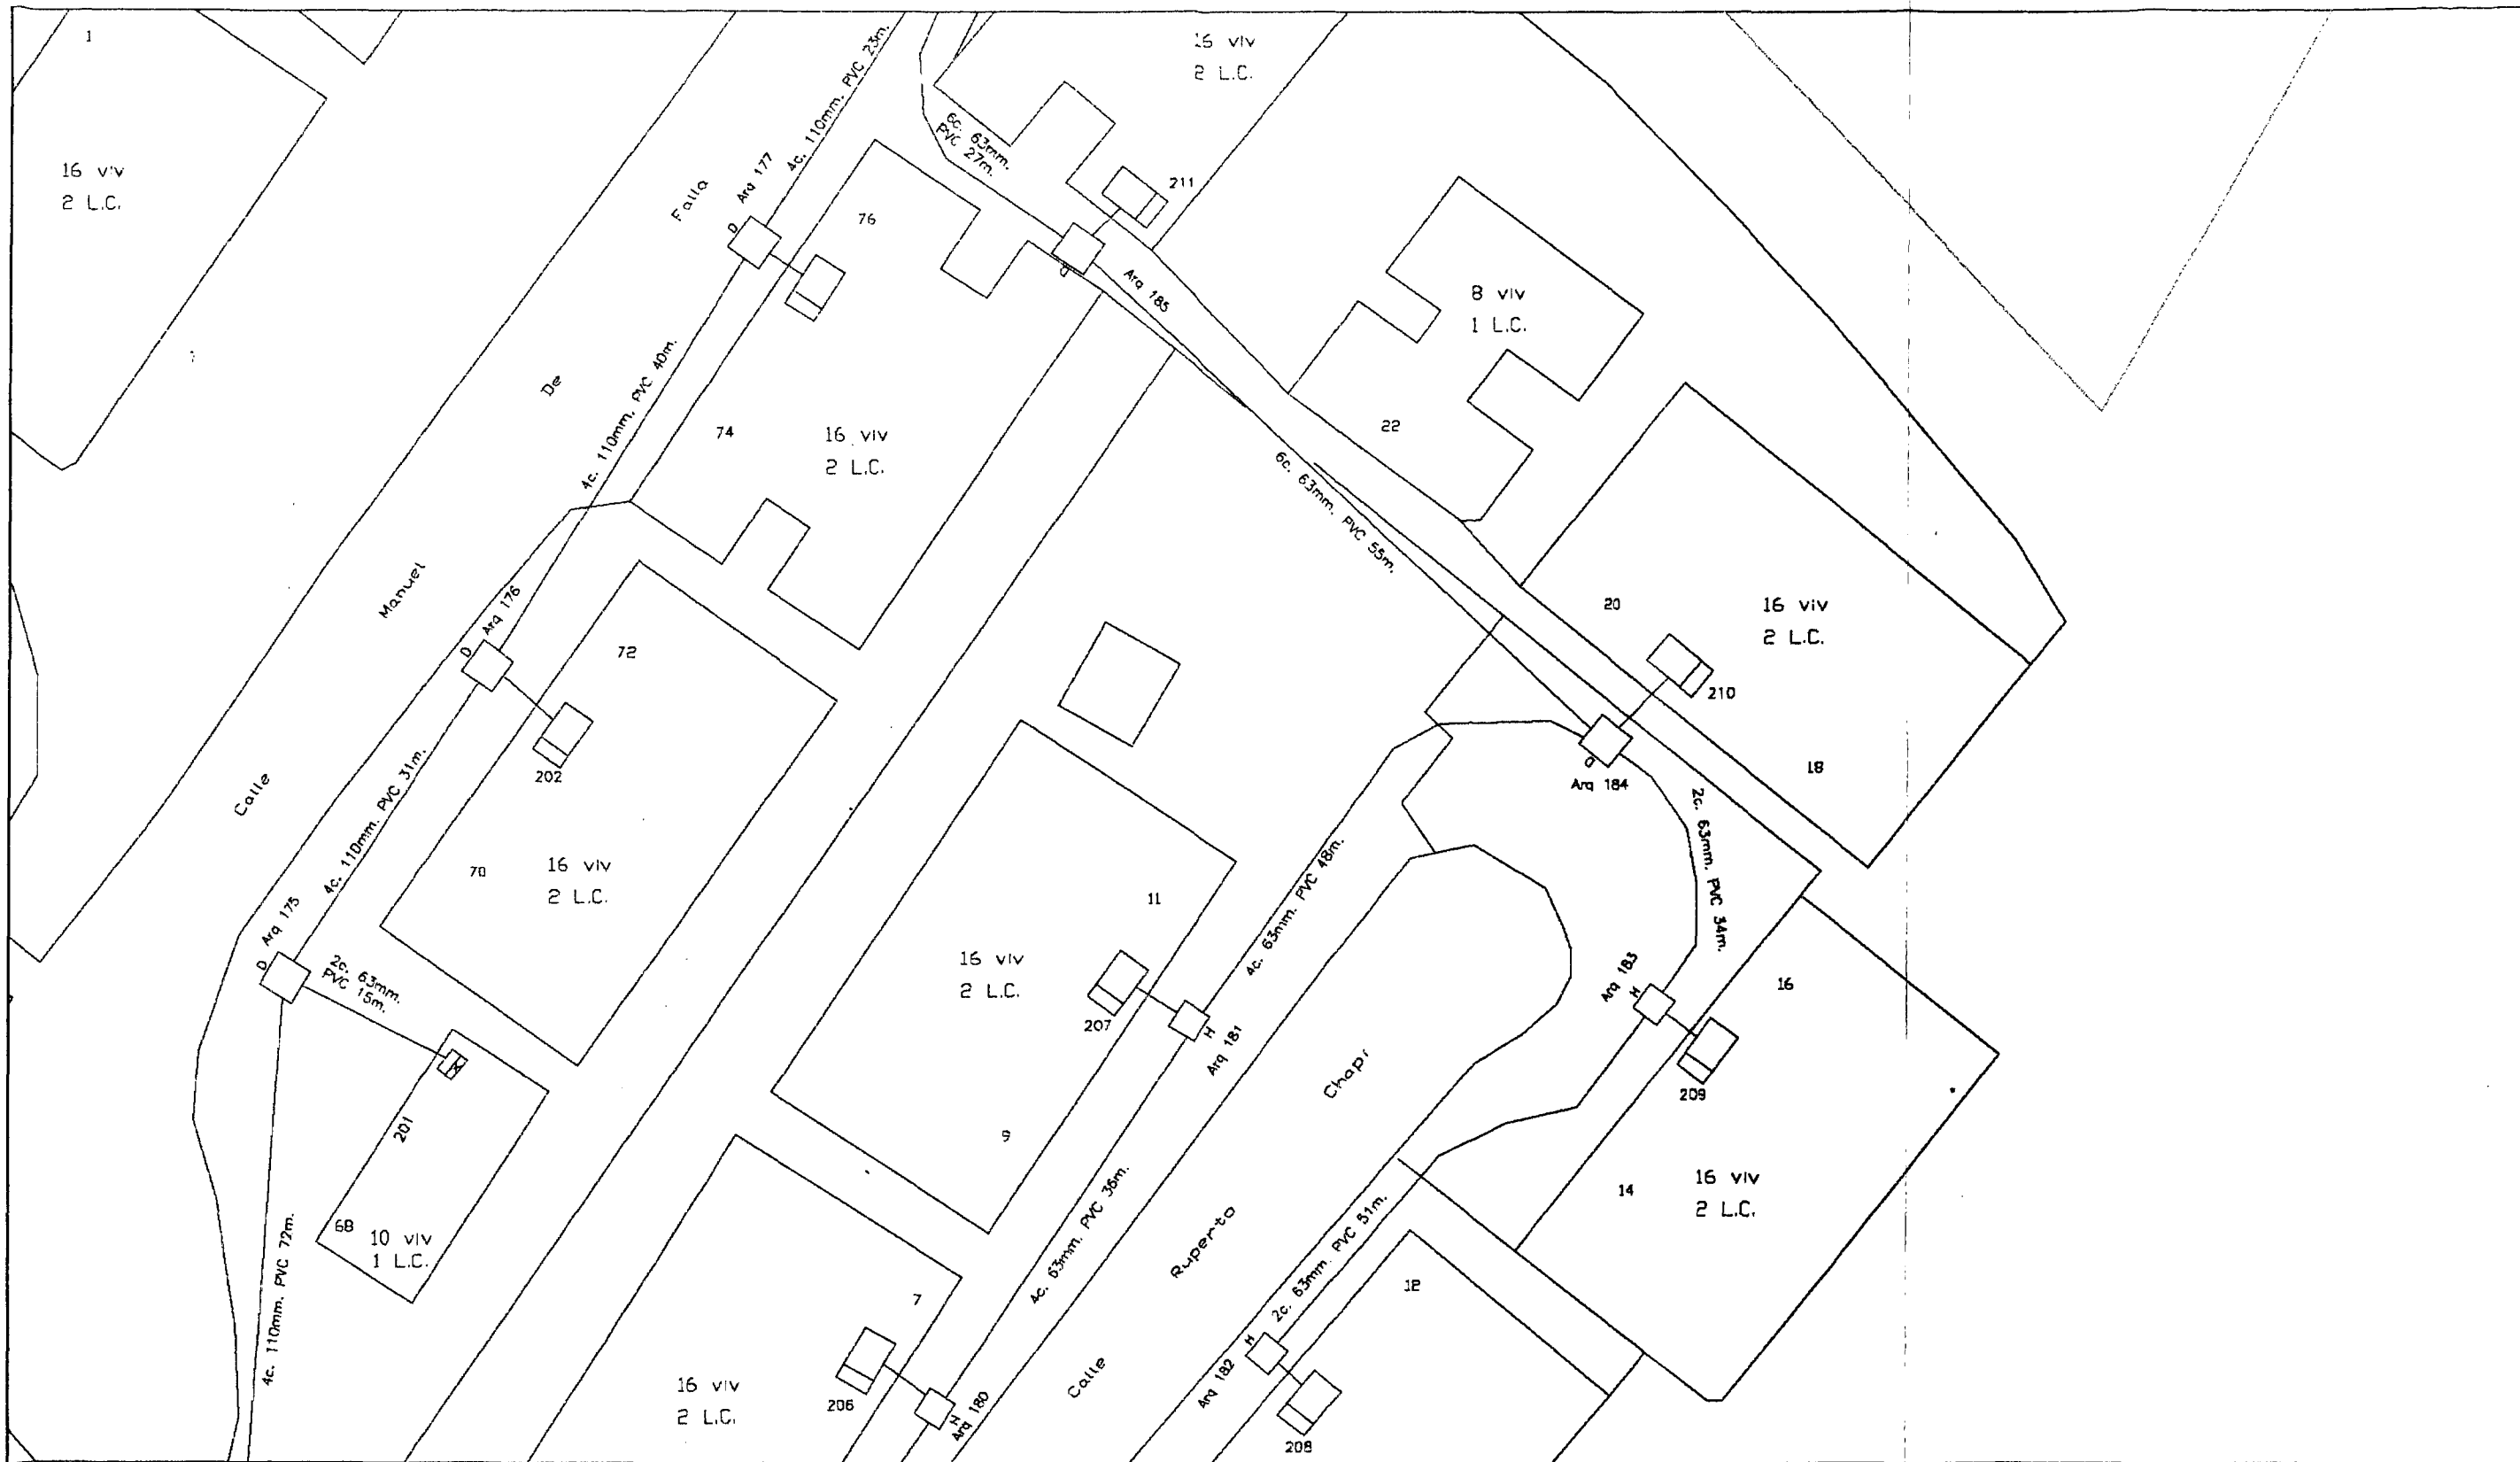 1
16 viv
2 L.C.
4c. 110mm. PVC 23m.
16 viv
2 L.C.
6c. 63mm.
PVC 27m.
Arq 177
D
Falla
76
211
D
Arq 185
8 viv
1 L.C.
De
4c. 110mm. PVC 40m.
74
16 viv
2 L.C.
22
6c. 63mm. PVC 55m.
Manuel
Arq 176
D
72
20
16 viv
2 L.C.
210
202
Calle
4c. 110mm. PVC 31m.
D
Arq 184
18
2c. 63mm. PVC 34m.
70
16 viv
2 L.C.
11
4c. 63mm. PVC 48m.
Arq 175
D
2c. 63mm.
PVC 15m.
16 viv
2 L.C.
207
H
Arq 181
Arq 183
H
16
209
Chapi
201
9
68
10 viv
1 L.C.
4c. 63mm. PVC 36m.
14
16 viv
2 L.C.
Ruperto
4c. 110mm. PVC 72m.
7
2c. 63mm. PVC 51m.
12
H
Arq 182
Calle
16 viv
2 L.C.
206
H
Arq 180
208